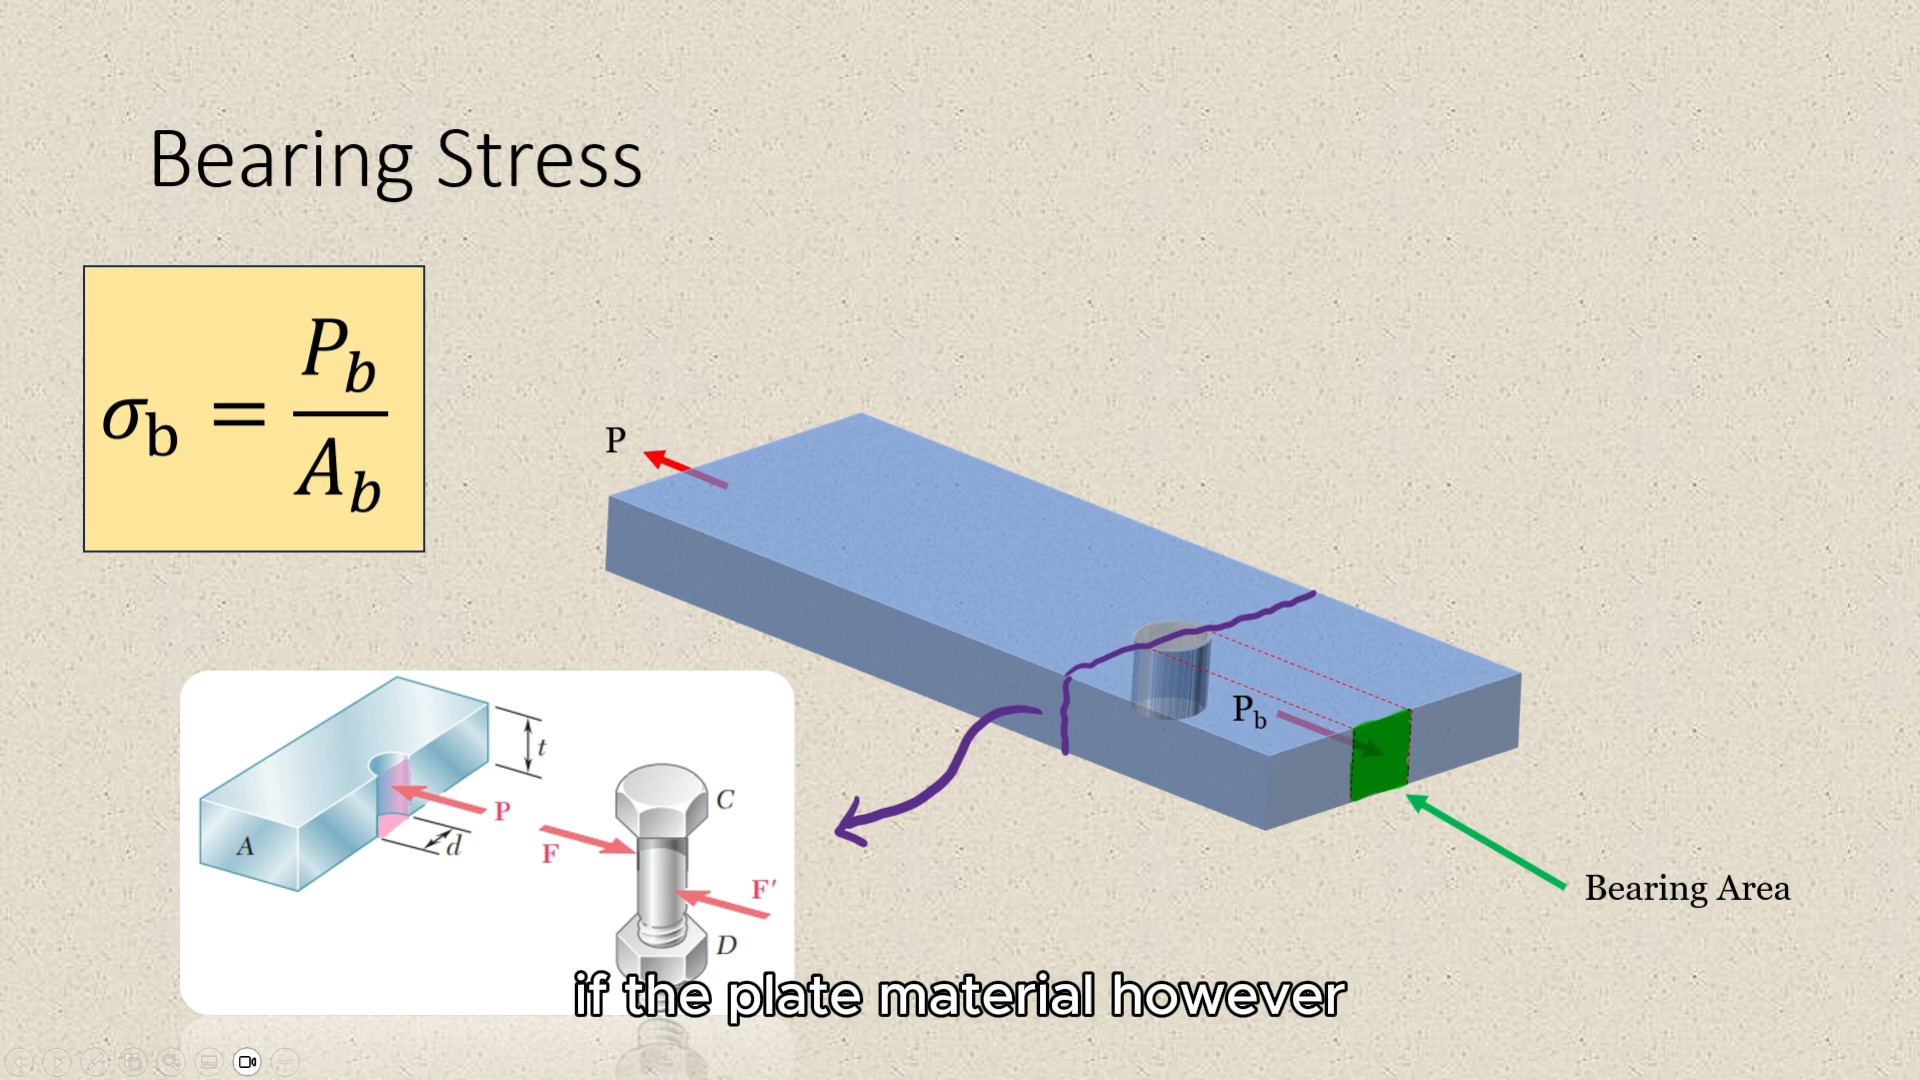 Bearing Stress
σb = Pb / Ab
P
Pb
Bearing Area
t
P
d
A
C
F
F′
D
if the plate material however